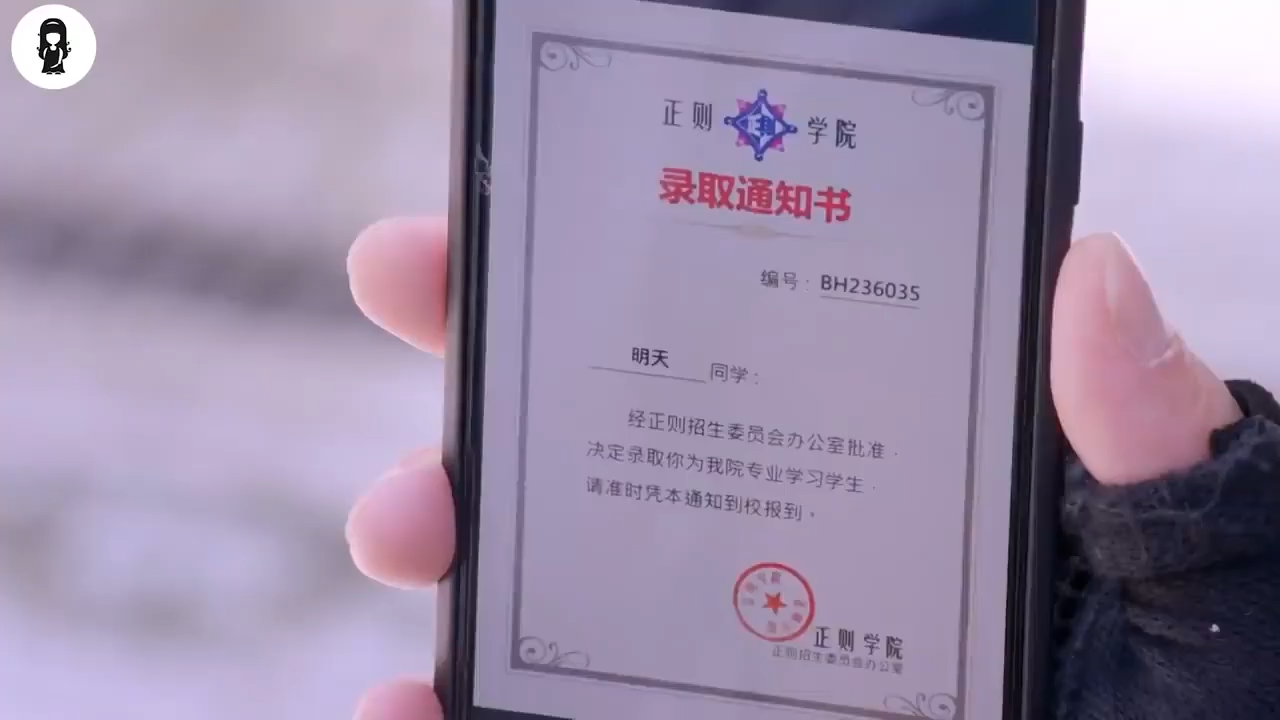 正则 学院
录取通知书
编号：BH236035
明天 同学：
经正则招生委员会办公室批准，
决定录取你为我院专业学习学生，
请准时凭本通知到校报到。
正则学院
正则招生委员会办公室